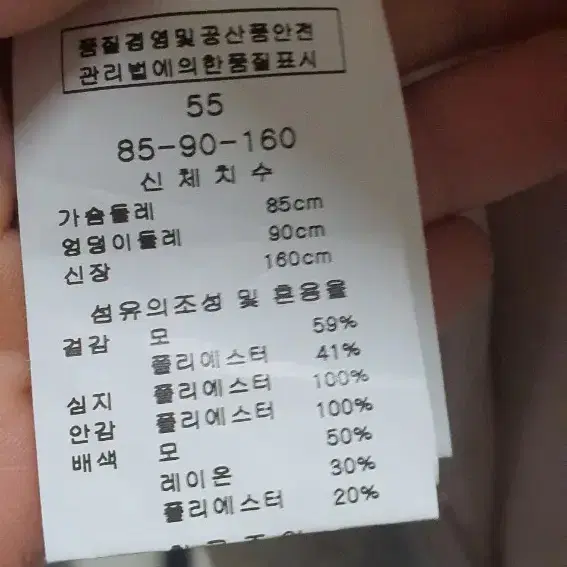 품질경영및공산품안전
관리법에의한품질표시
55
85-90-160
신체치수
가슴둘레 85cm
엉덩이둘레 90cm
신장 160cm
섬유의조성 및 혼용율
겉감 모 59%
폴리에스터 41%
심지 폴리에스터 100%
안감 폴리에스터 100%
배색 모 50%
레이온 30%
폴리에스터 20%